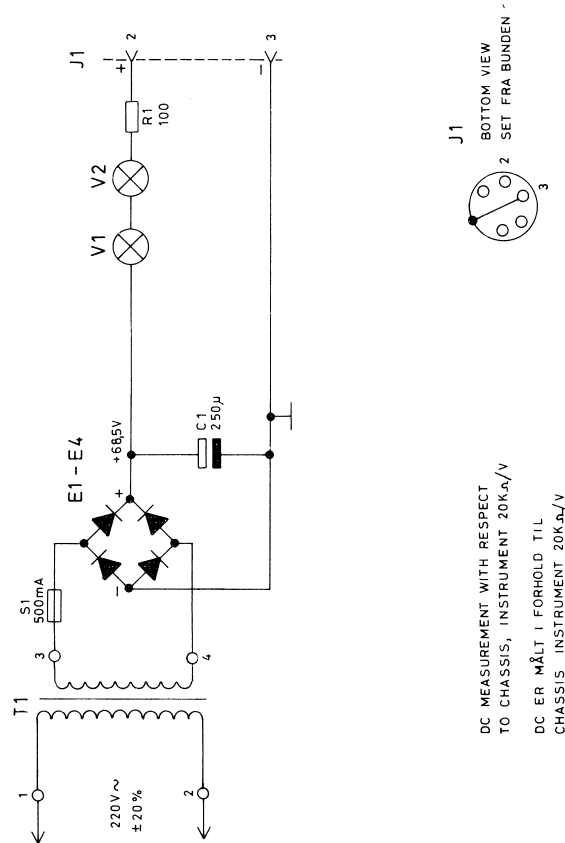 T1
1
220V~
±20%
2
3
4
S1
500mA
E1-E4
+
-
+68,5V
C1
250µ
V1
V2
R1
100
J1
+
2
-
3
J1
BOTTOM VIEW
SET FRA BUNDEN
2
3
DC MEASUREMENT WITH RESPECT
TO CHASSIS, INSTRUMENT 20KΩ/V
DC ER MÅLT I FORHOLD TIL
CHASSIS INSTRUMENT 20KΩ/V